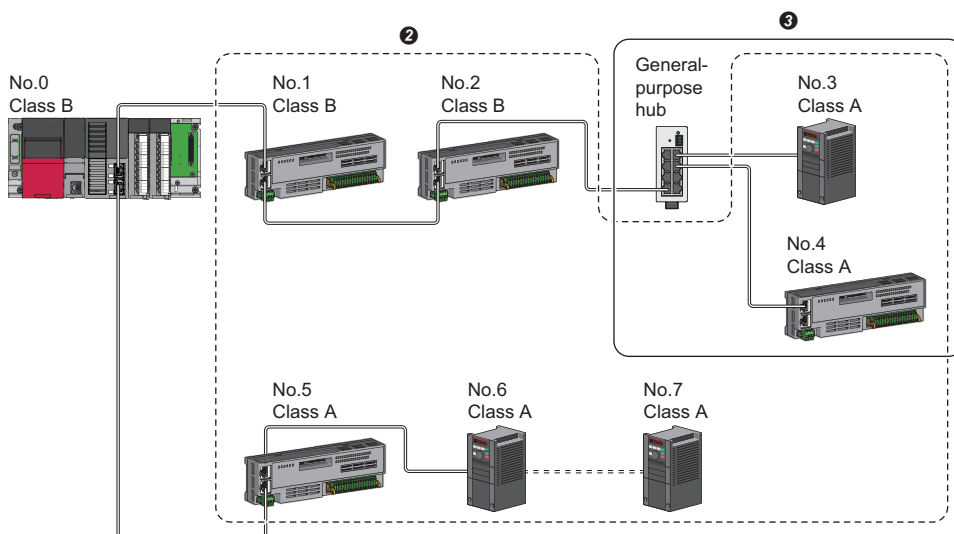 ❷
❸
No.0
Class B
No.1
Class B
No.2
Class B
General-
purpose
hub
No.3
Class A
No.4
Class A
No.5
Class A
No.6
Class A
No.7
Class A